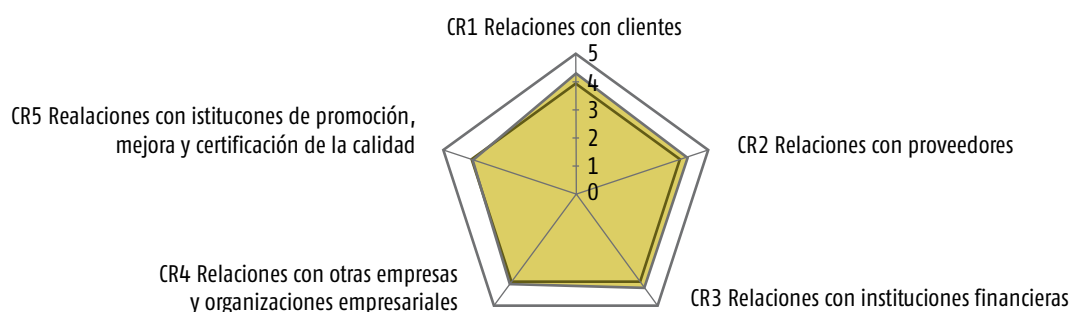 CR1 Relaciones con clientes
5
4
3
2
1
0
CR2 Relaciones con proveedores
CR3 Relaciones con instituciones financieras
CR4 Relaciones con otras empresas
y organizaciones empresariales
CR5 Realaciones con istitucones de promoción,
mejora y certificación de la calidad